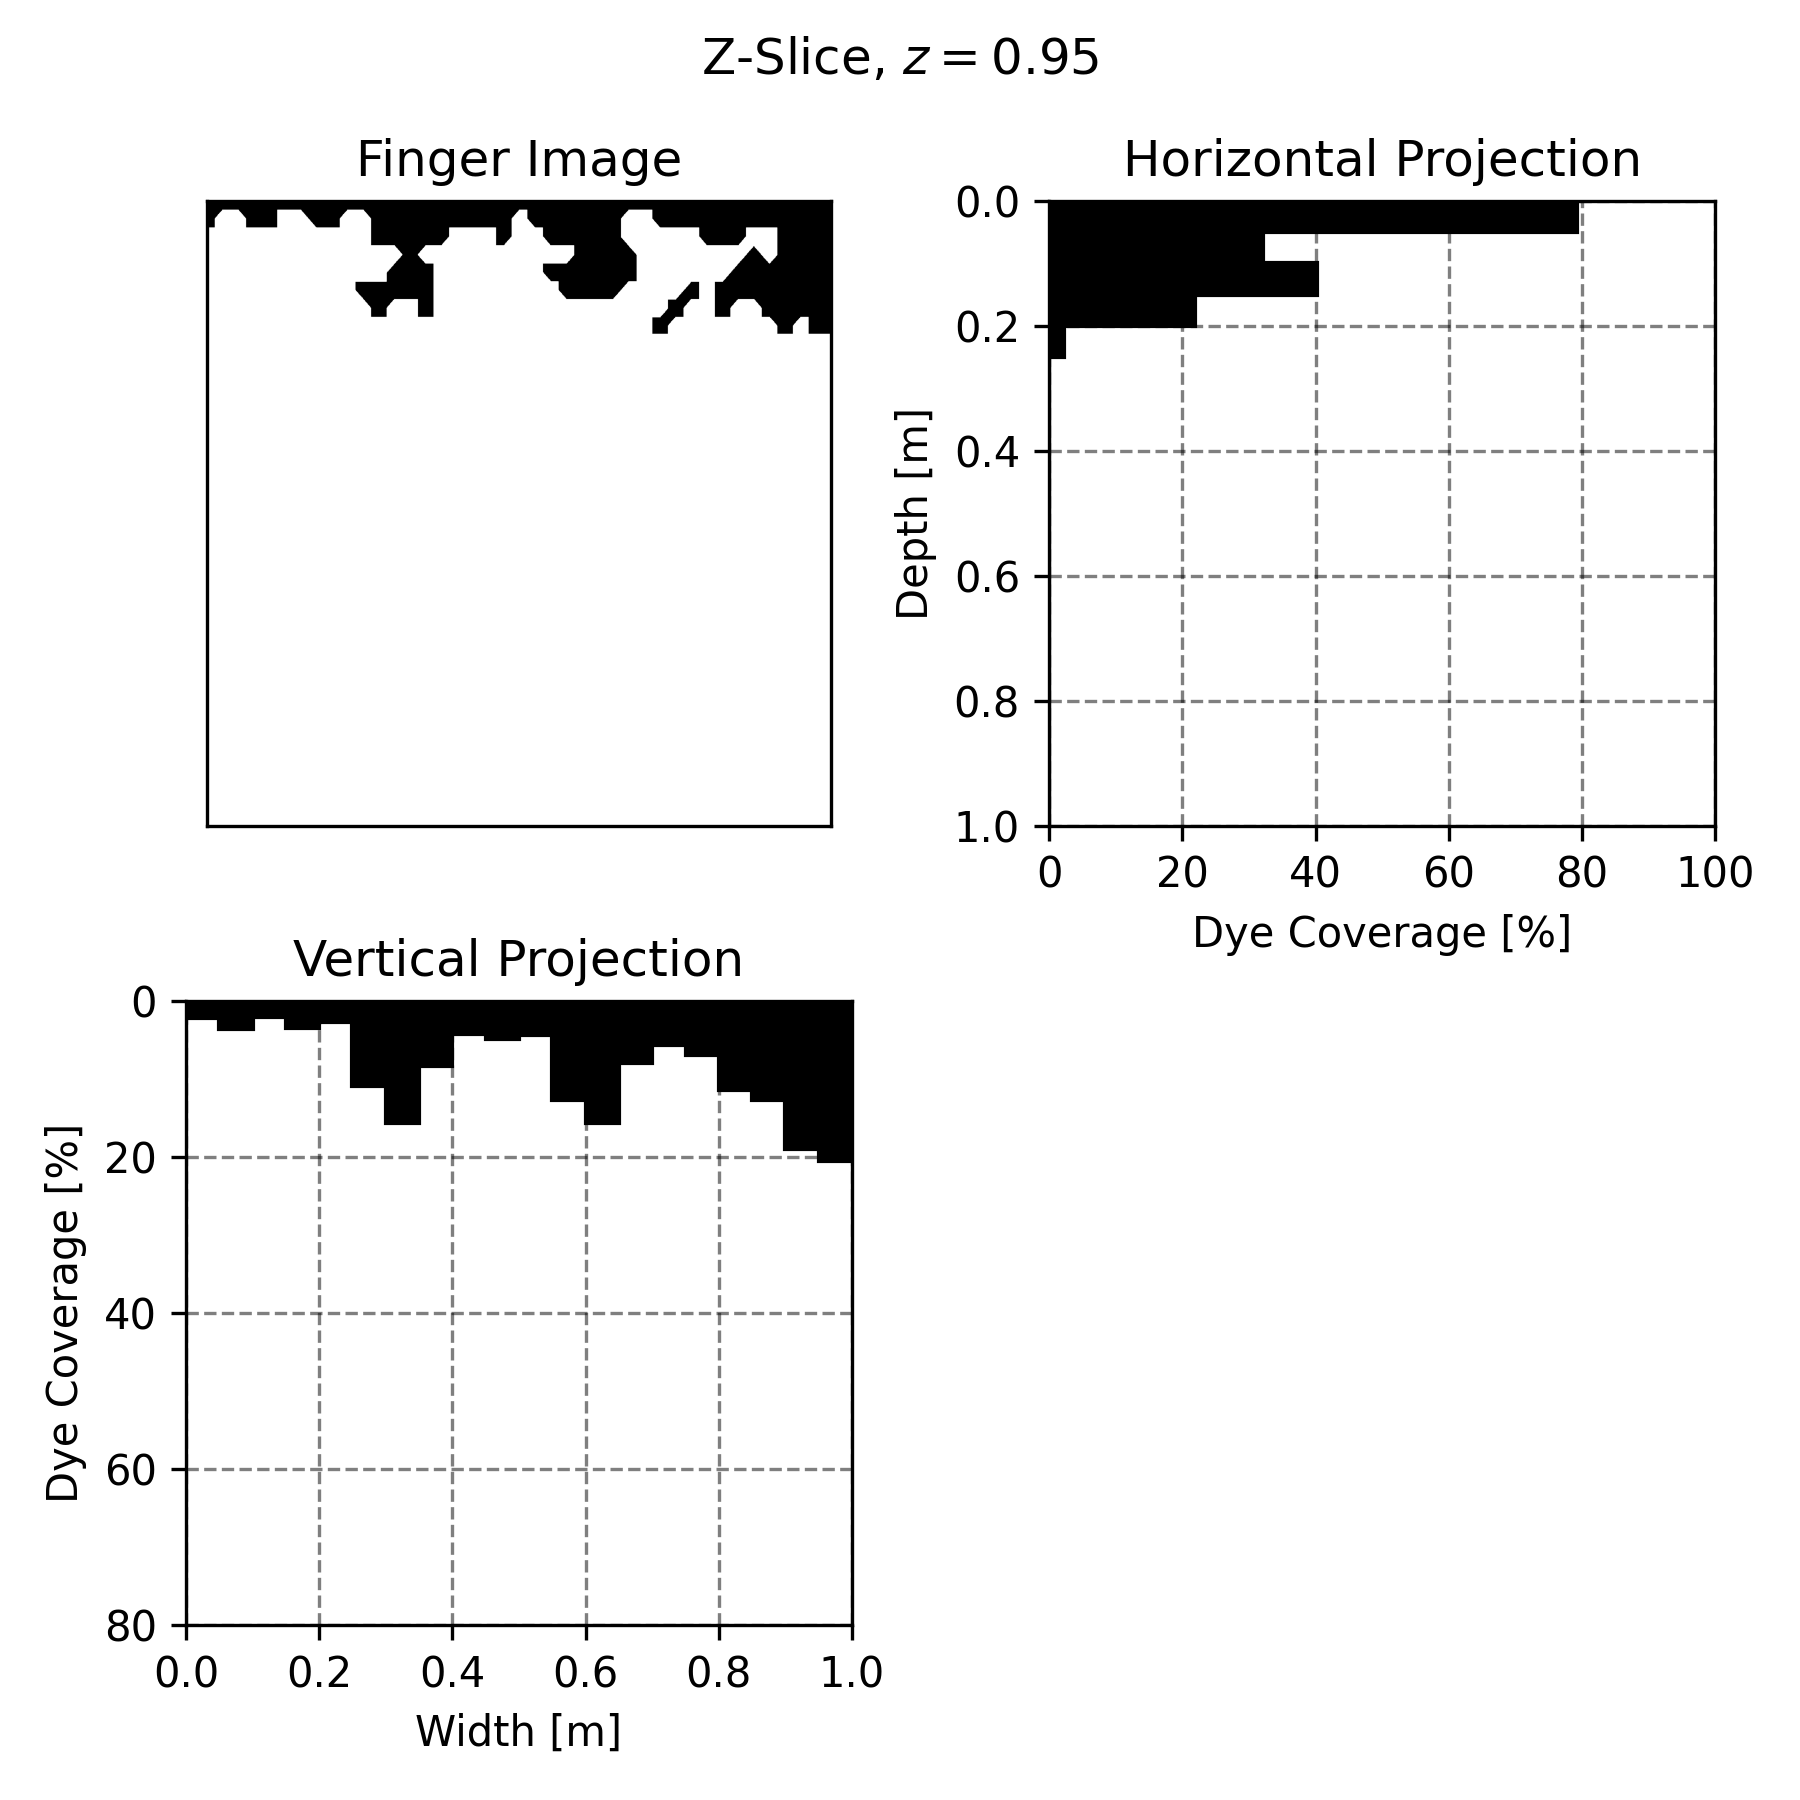 Z-Slice, z = 0.95
Finger Image
Horizontal Projection
0.0
0.2
0.4
0.6
0.8
1.0
Depth [m]
0 20 40 60 80 100
Dye Coverage [%]
Vertical Projection
0
20
40
60
80
Dye Coverage [%]
0.0 0.2 0.4 0.6 0.8 1.0
Width [m]